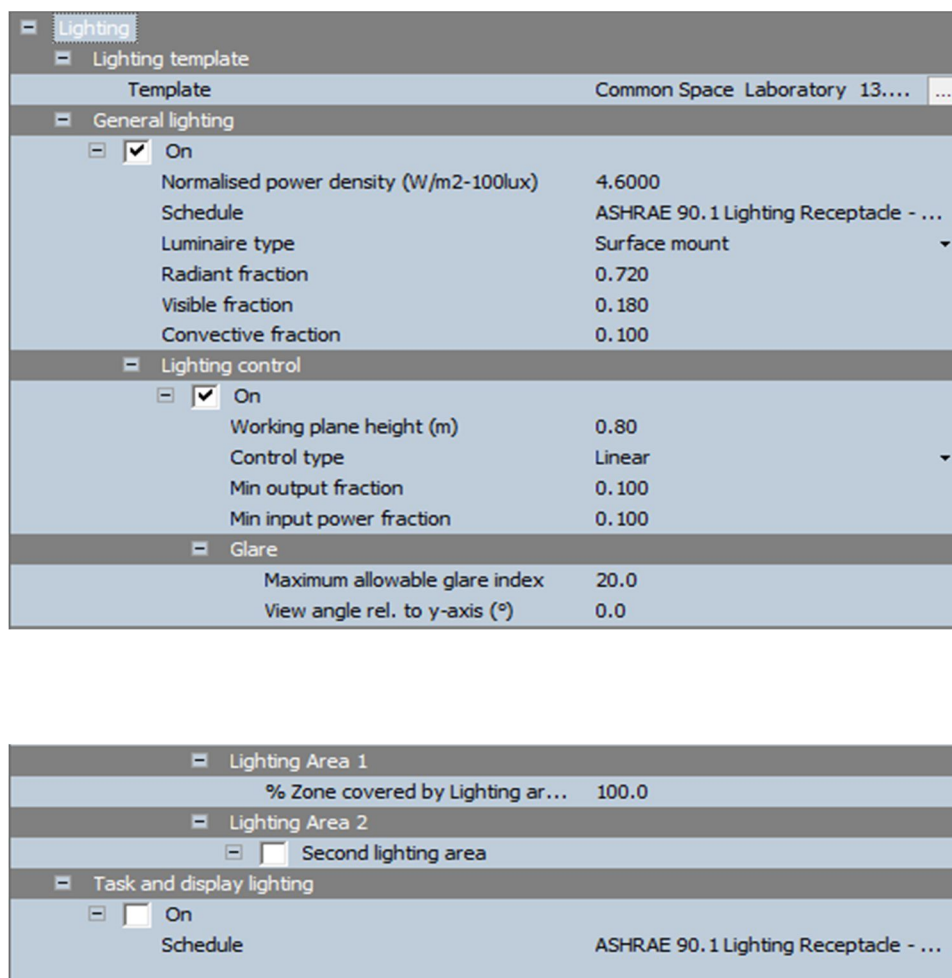 Lighting
Lighting template
Template Common Space Laboratory 13.... ...
General lighting
On
Normalised power density (W/m2-100lux) 4.6000
Schedule ASHRAE 90.1 Lighting Receptacle - ...
Luminaire type Surface mount
Radiant fraction 0.720
Visible fraction 0.180
Convective fraction 0.100
Lighting control
On
Working plane height (m) 0.80
Control type Linear
Min output fraction 0.100
Min input power fraction 0.100
Glare
Maximum allowable glare index 20.0
View angle rel. to y-axis (°) 0.0
Lighting Area 1
% Zone covered by Lighting ar... 100.0
Lighting Area 2
Second lighting area
Task and display lighting
On
Schedule ASHRAE 90.1 Lighting Receptacle - ...